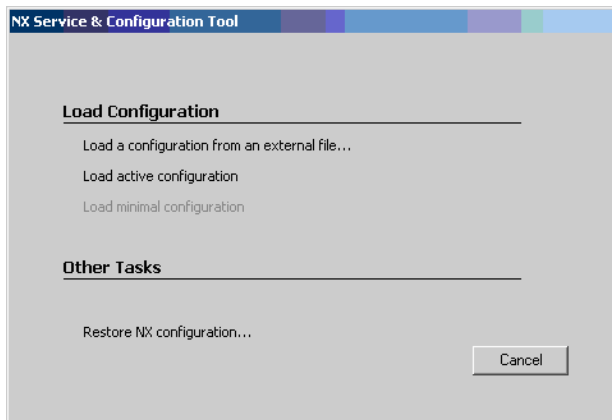 NX Service & Configuration Tool
Load Configuration
Load a configuration from an external file...
Load active configuration
Load minimal configuration
Other Tasks
Restore NX configuration...
Cancel